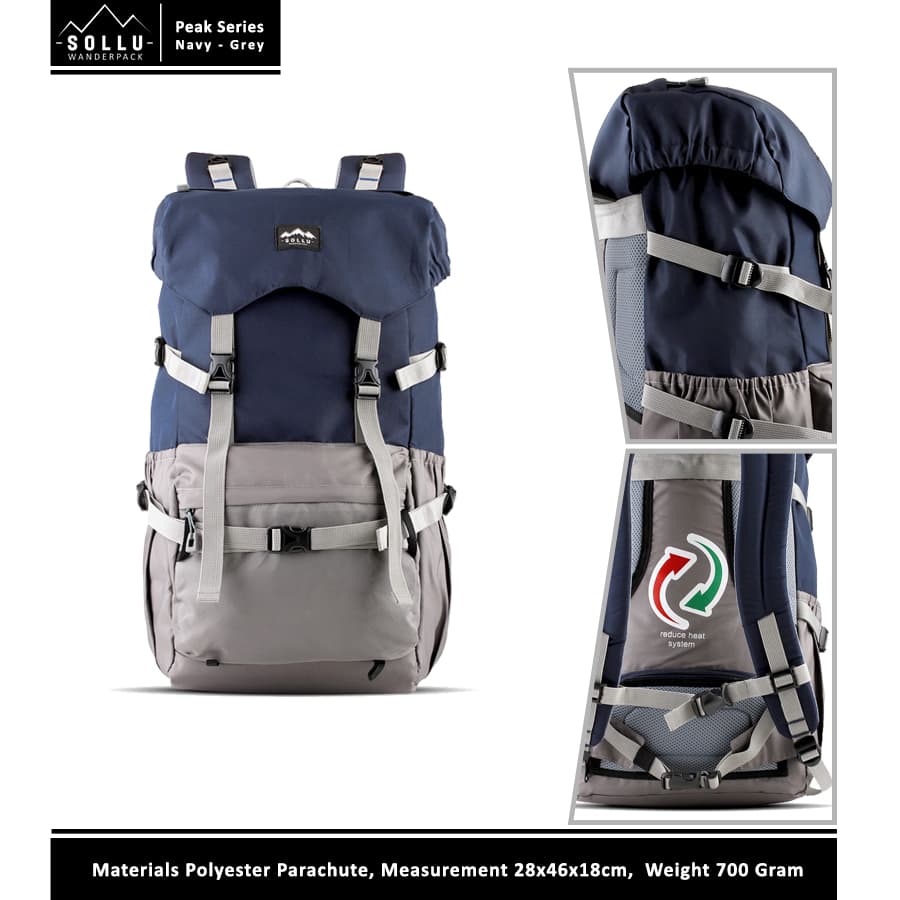 - SOLLU -
WANDERPACK
Peak Series
Navy - Grey
- SOLLU -
reduce heat
system
Materials Polyester Parachute, Measurement 28x46x18cm, Weight 700 Gram